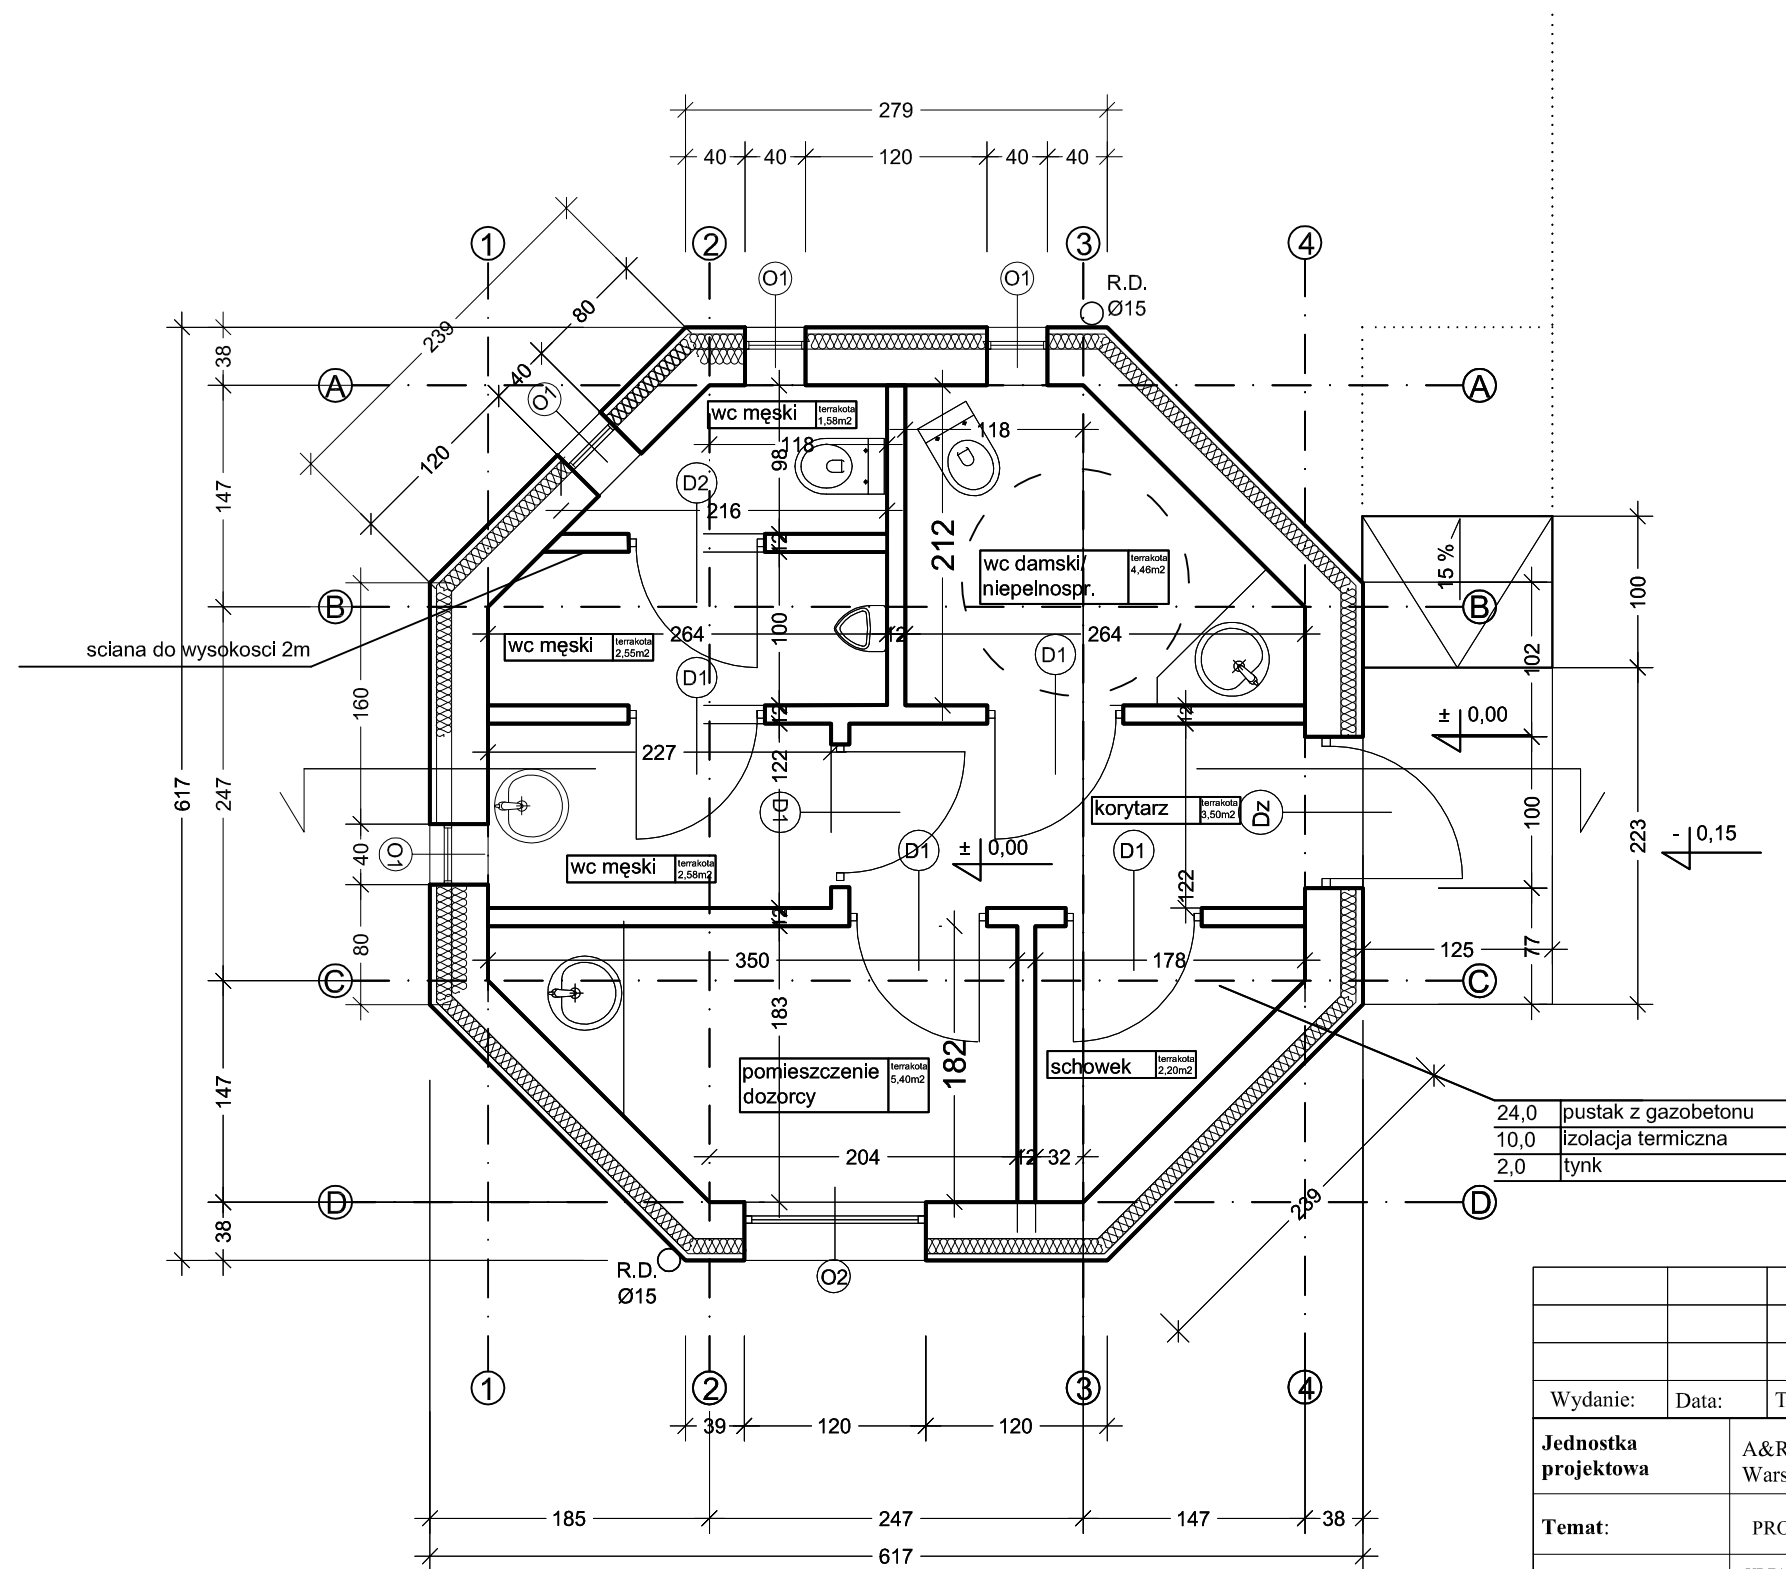 279
40 40 120 40 40
1 2 3 4
O1 O1
R.D.
Ø15
239
80
40
O1
120
38
A A
wc męski terrakota 1,58m2
118 118
98
D2
216
147
212
12
wc damski/
niepelnospr.
terrakota
4,46m2
15 %
100
B B
264 12 264
100
wc męski terrakota 2,55m2
sciana do wysokosci 2m
D1 D1
102
160
12 12
± 0,00
227
122
617
247
D1
korytarz terrakota 3,50m2 Dz
100
223
- 0,15
40
O1
D1 ± 0,00 D1
wc męski terrakota 2,58m2
122
12
80
77
125
350 178
C C
183
182
pomieszczenie
dozorcy
terrakota
5,40m2
schowek terrakota 2,20m2
147
24,0 pustak z gazobetonu
10,0 izolacja termiczna
2,0 tynk
204 12 32
D D
239
38
R.D.
Ø15
O2
1 2 3 4
39 120 120
185 247 147 38
617
Wydanie: Data: T
Jednostka
projektowa
A&R
Wars
Temat: PRO